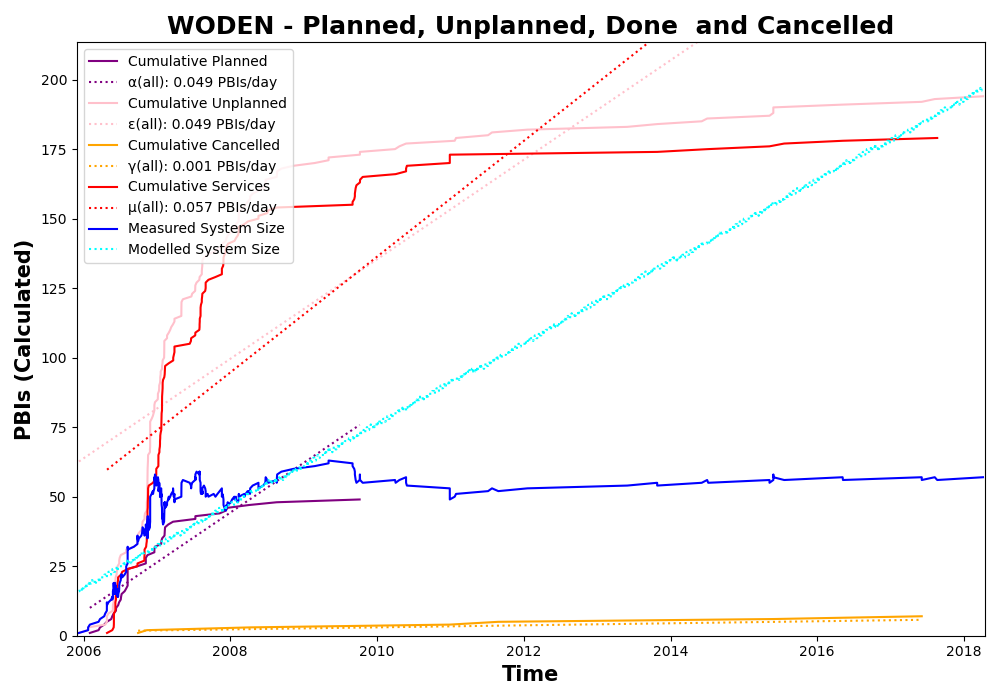 WODEN - Planned, Unplanned, Done  and Cancelled
Cumulative Planned
α(all): 0.049 PBIs/day
Cumulative Unplanned
ε(all): 0.049 PBIs/day
Cumulative Cancelled
γ(all): 0.001 PBIs/day
Cumulative Services
μ(all): 0.057 PBIs/day
Measured System Size
Modelled System Size
PBIs (Calculated)
200
175
150
125
100
75
50
25
0
2006
2008
2010
2012
2014
2016
2018
Time